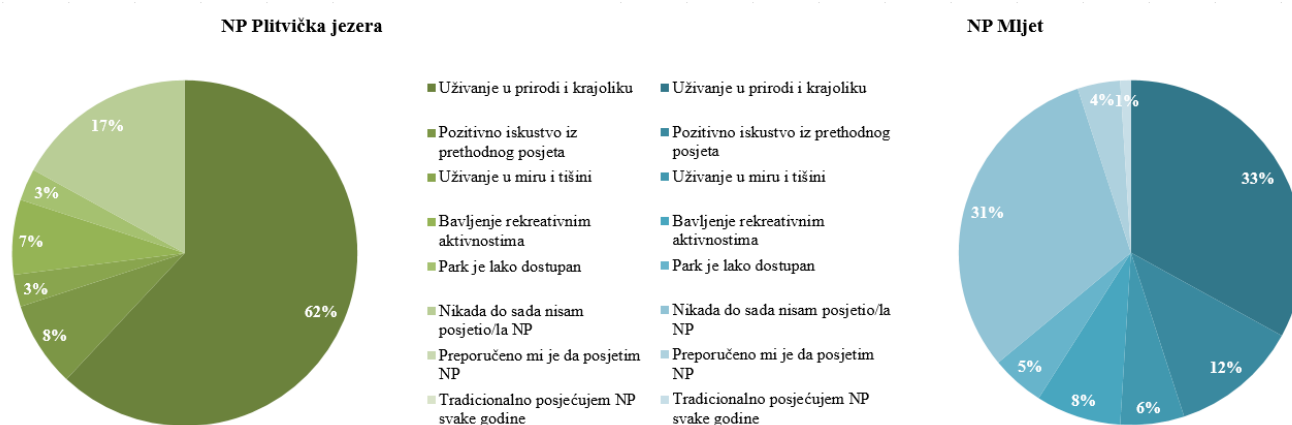 NP Plitvička jezera
17%
3%
7%
3%
8%
62%
Uživanje u prirodi i krajoliku
Pozitivno iskustvo iz
prethodnog posjeta
Uživanje u miru i tišini
Bavljenje rekreativnim
aktivnostima
Park je lako dostupan
Nikada do sada nisam posjetio/la
NP
Preporučeno mi je da posjetim
NP
Tradicionalno posjećujem NP
svake godine
Uživanje u prirodi i krajoliku
Pozitivno iskustvo iz prethodnog
posjeta
Uživanje u miru i tišini
Bavljenje rekreativnim
aktivnostima
Park je lako dostupan
Nikada do sada nisam posjetio/la
NP
Preporučeno mi je da posjetim
NP
Tradicionalno posjećujem NP
svake godine
NP Mljet
4%
1%
33%
31%
12%
5%
8%
6%